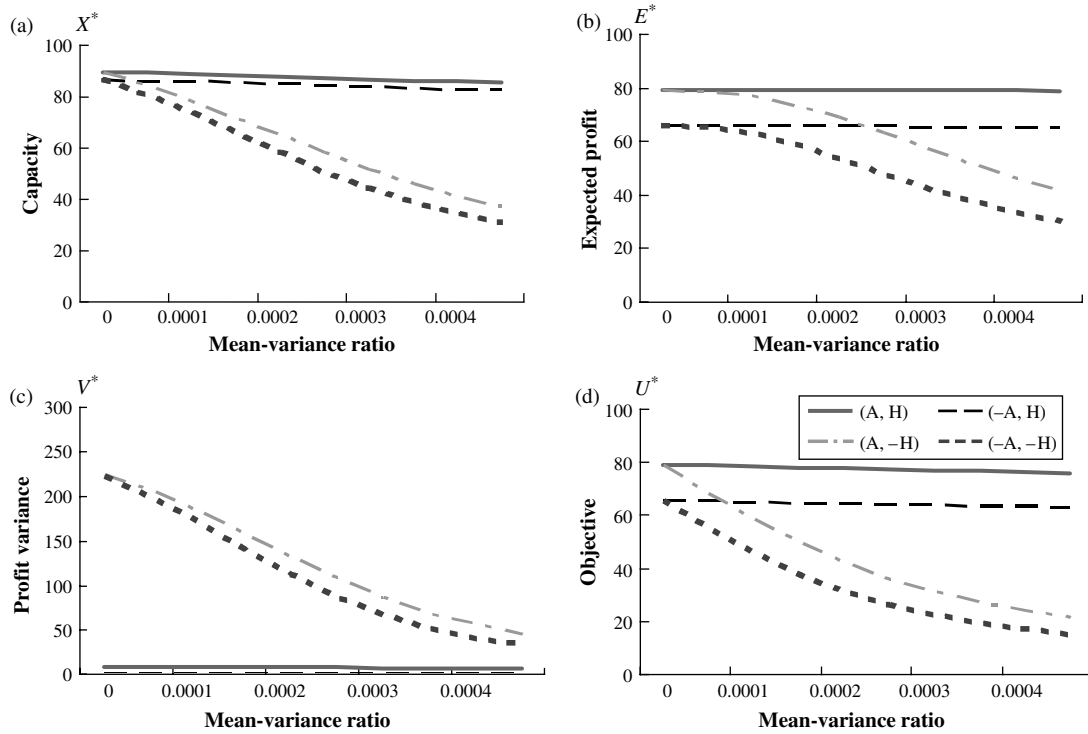 (a) X*
100
80
60
40
20
0
Capacity
0 0.0001 0.0002 0.0003 0.0004
Mean-variance ratio
(b) E*
100
80
60
40
20
0
Expected profit
0 0.0001 0.0002 0.0003 0.0004
Mean-variance ratio
(c) V*
300
250
200
150
100
50
0
Profit variance
0 0.0001 0.0002 0.0003 0.0004
Mean-variance ratio
(d) U*
100
80
60
40
20
0
Objective
(A, H) (–A, H)
(A, –H) (–A, –H)
0 0.0001 0.0002 0.0003 0.0004
Mean-variance ratio